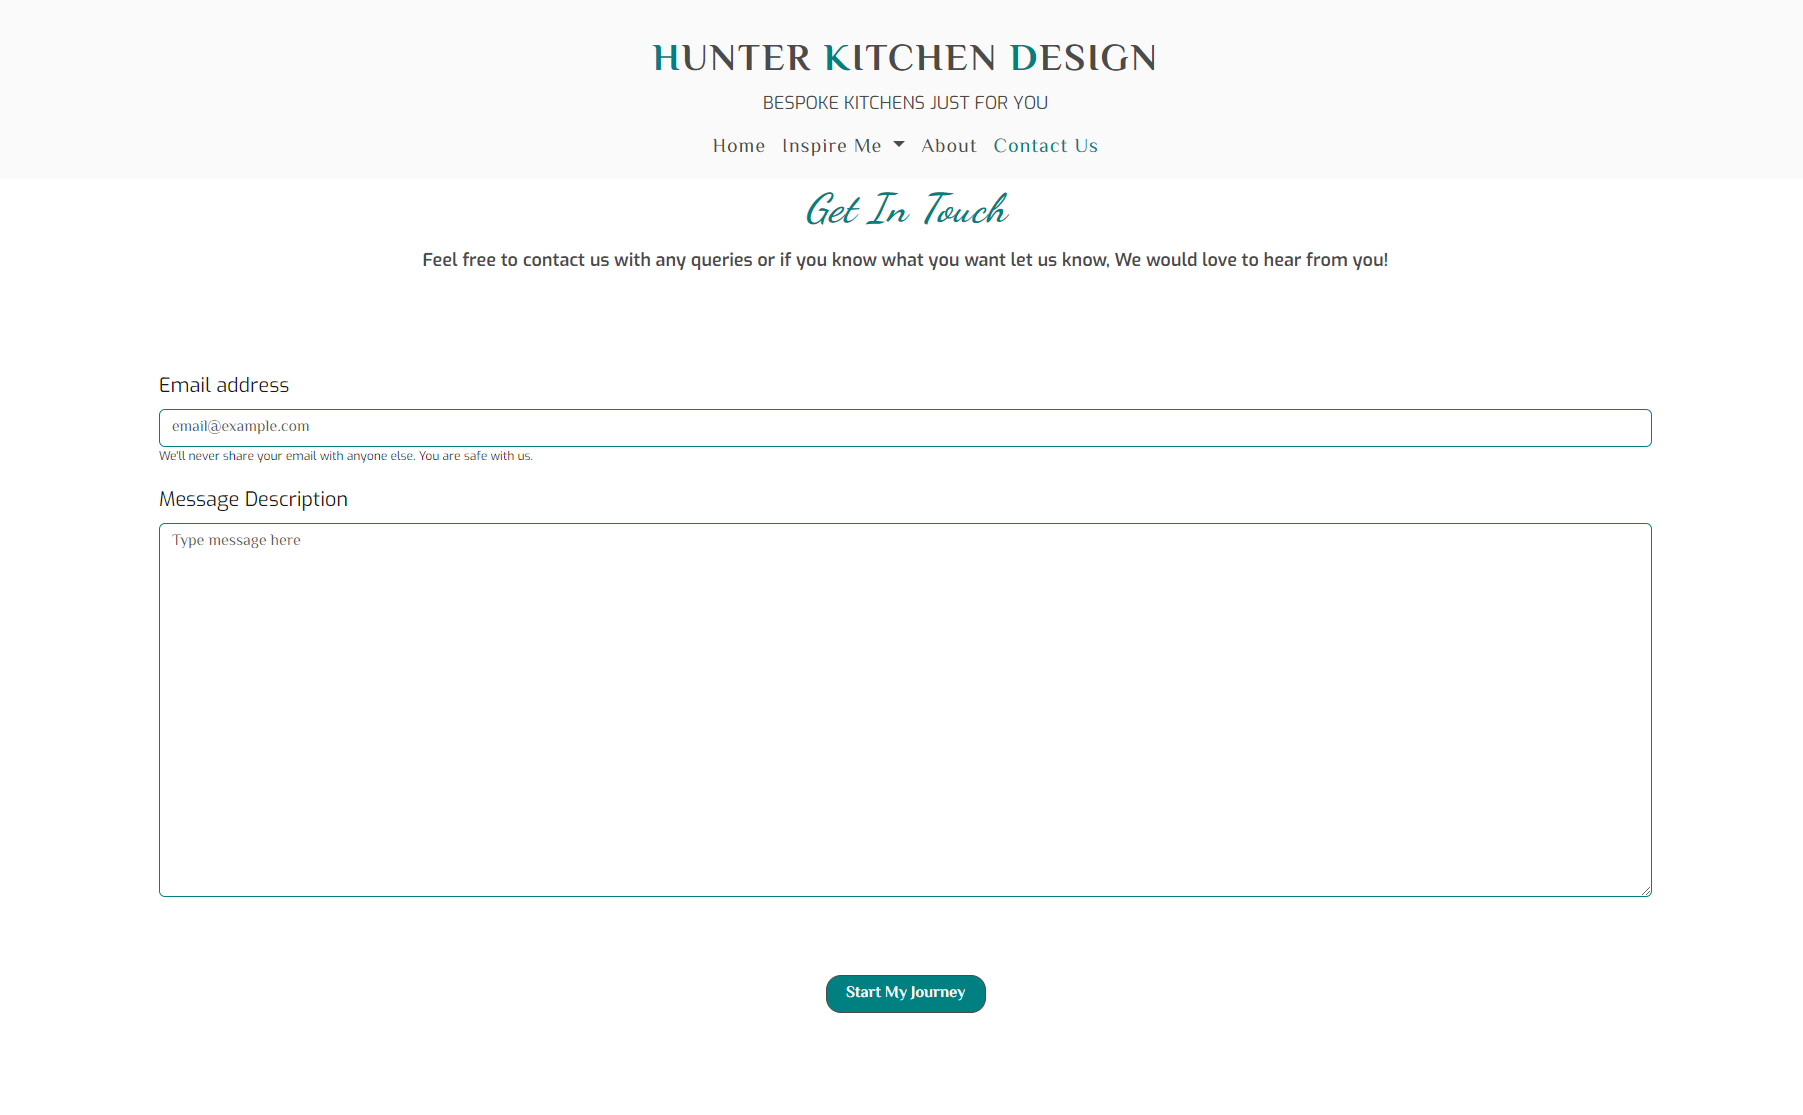 HUNTER KITCHEN DESIGN
BESPOKE KITCHENS JUST FOR YOU
Home Inspire Me About Contact Us
Get In Touch
Feel free to contact us with any queries or if you know what you want let us know, We would love to hear from you!
Email address
email@example.com
We'll never share your email with anyone else. You are safe with us.
Message Description
Type message here
Start My Journey